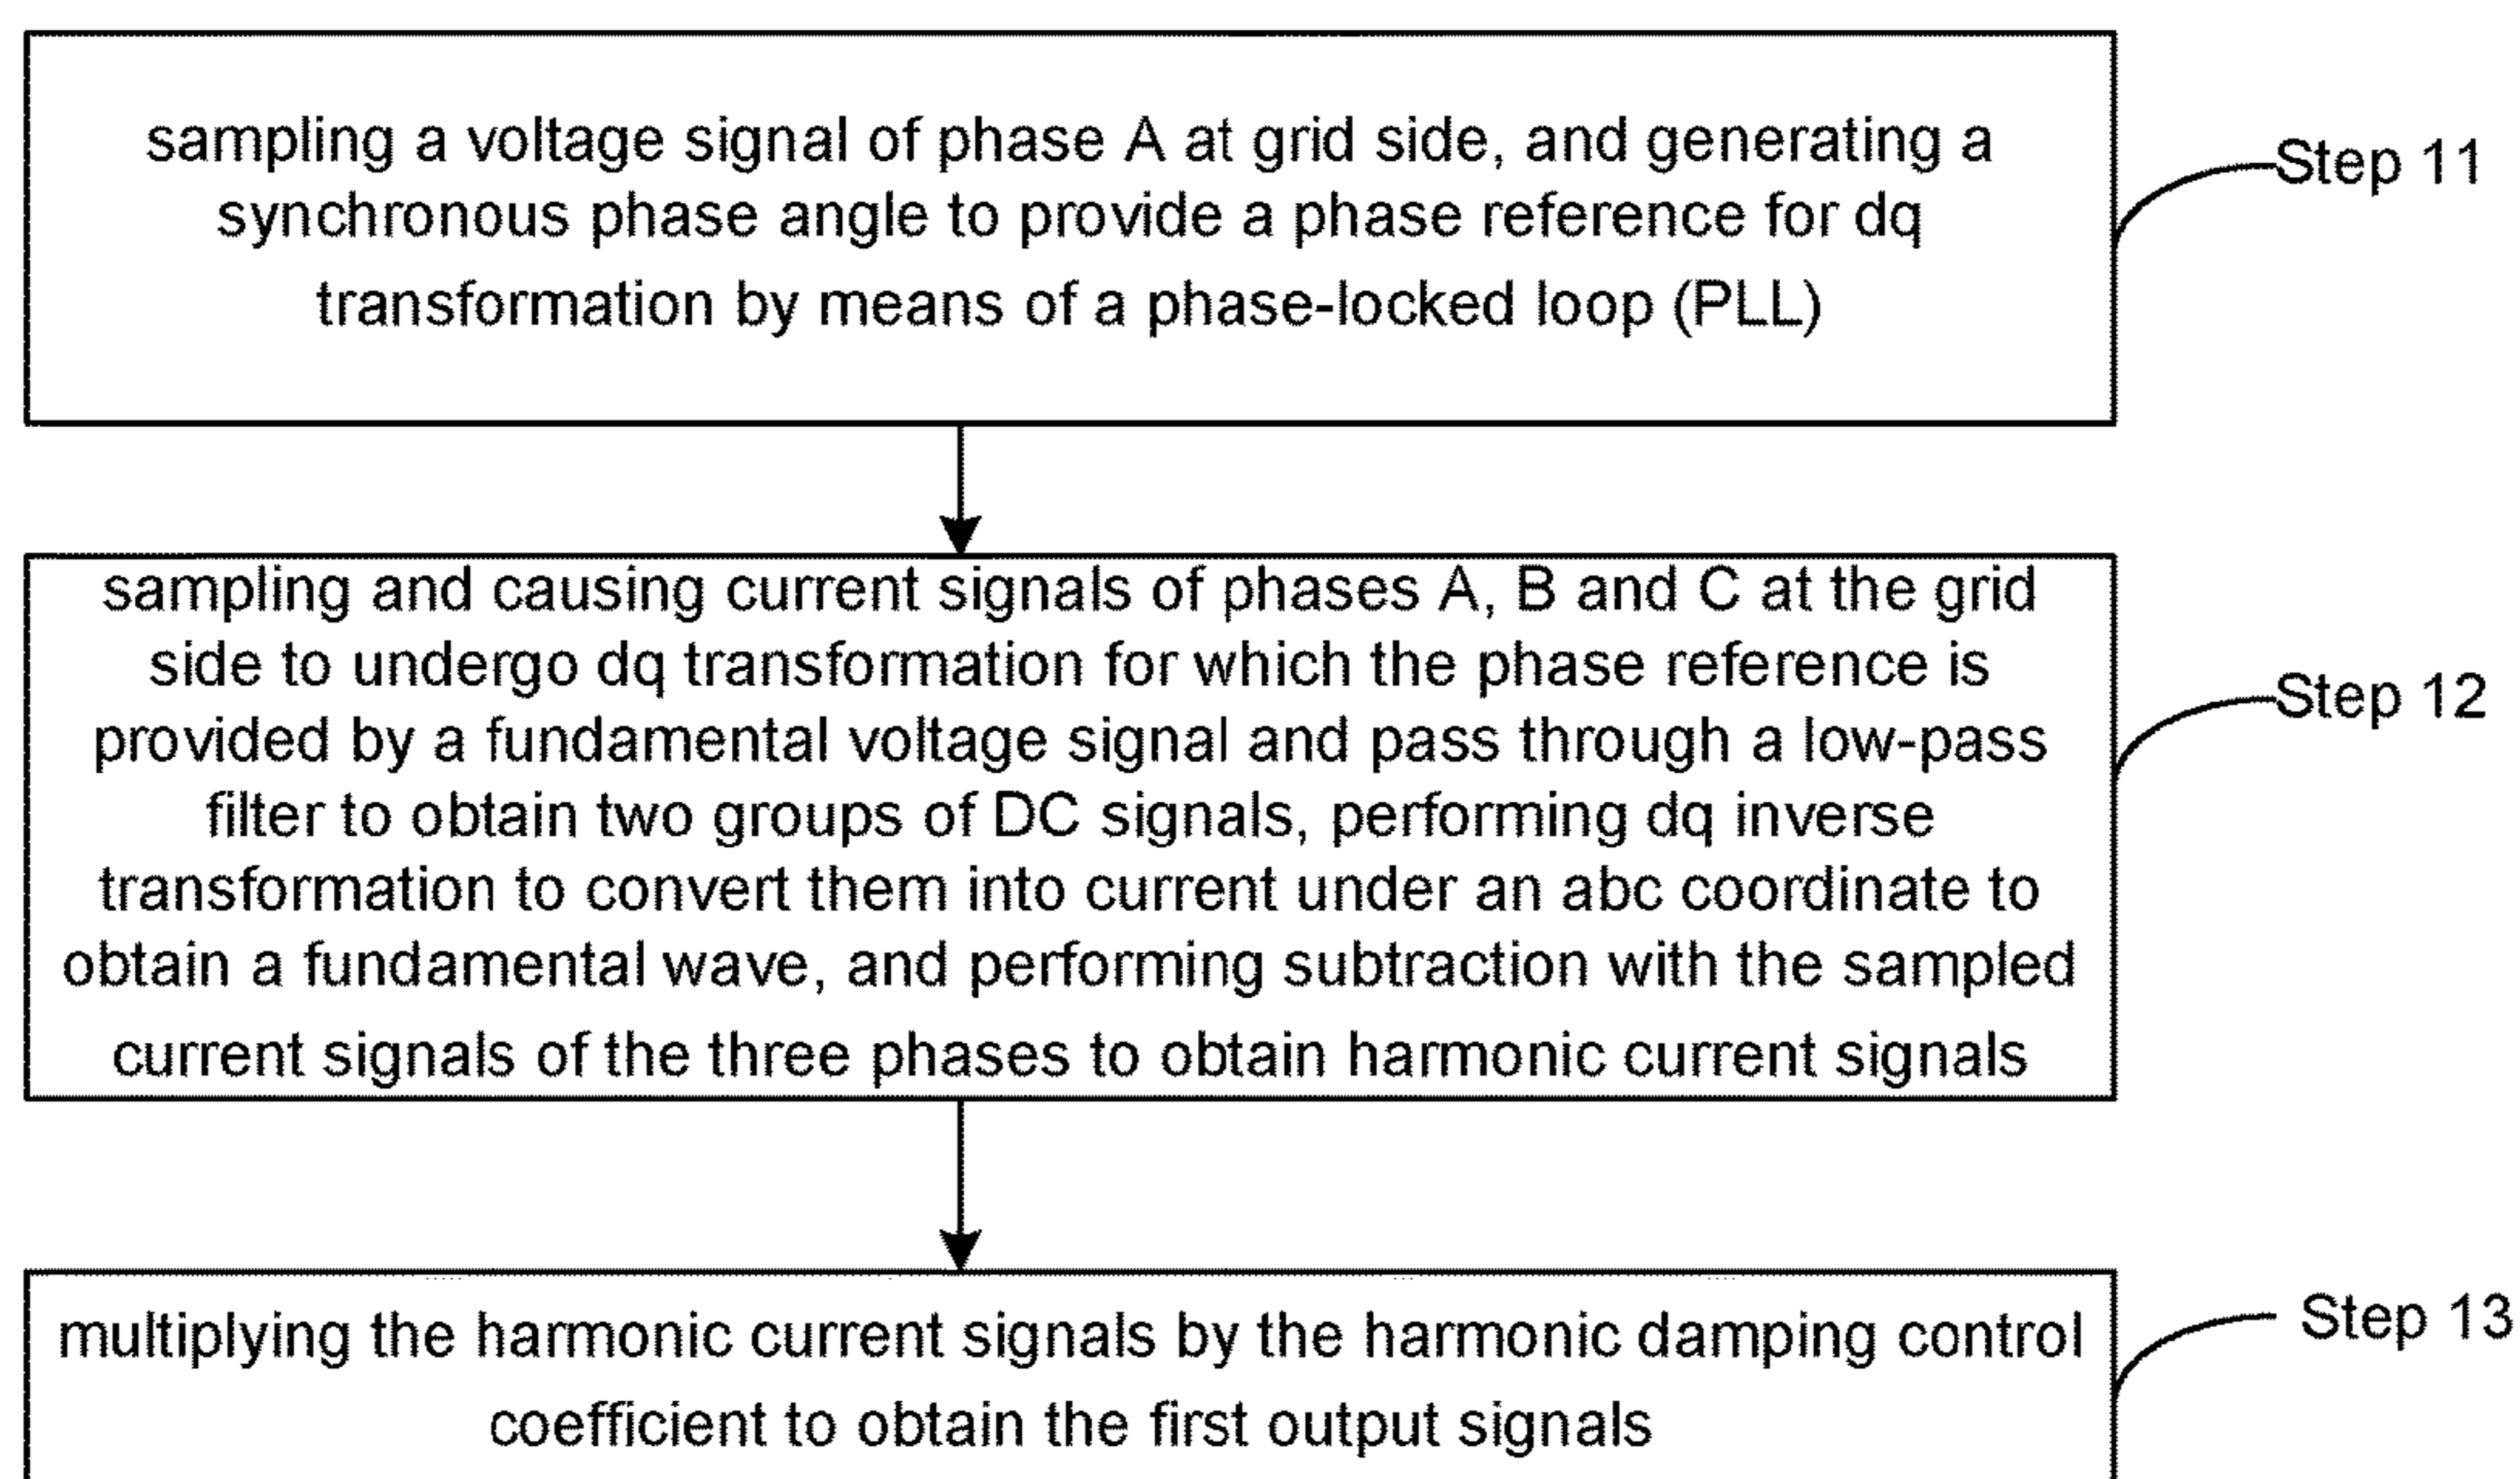 sampling a voltage signal of phase A at grid side, and generating a
synchronous phase angle to provide a phase reference for dq
transformation by means of a phase-locked loop (PLL)
Step 11
sampling and causing current signals of phases A, B and C at the grid
side to undergo dq transformation for which the phase reference is
provided by a fundamental voltage signal and pass through a low-pass
filter to obtain two groups of DC signals, performing dq inverse
transformation to convert them into current under an abc coordinate to
obtain a fundamental wave, and performing subtraction with the sampled
current signals of the three phases to obtain harmonic current signals
Step 12
multiplying the harmonic current signals by the harmonic damping control
coefficient to obtain the first output signals
Step 13